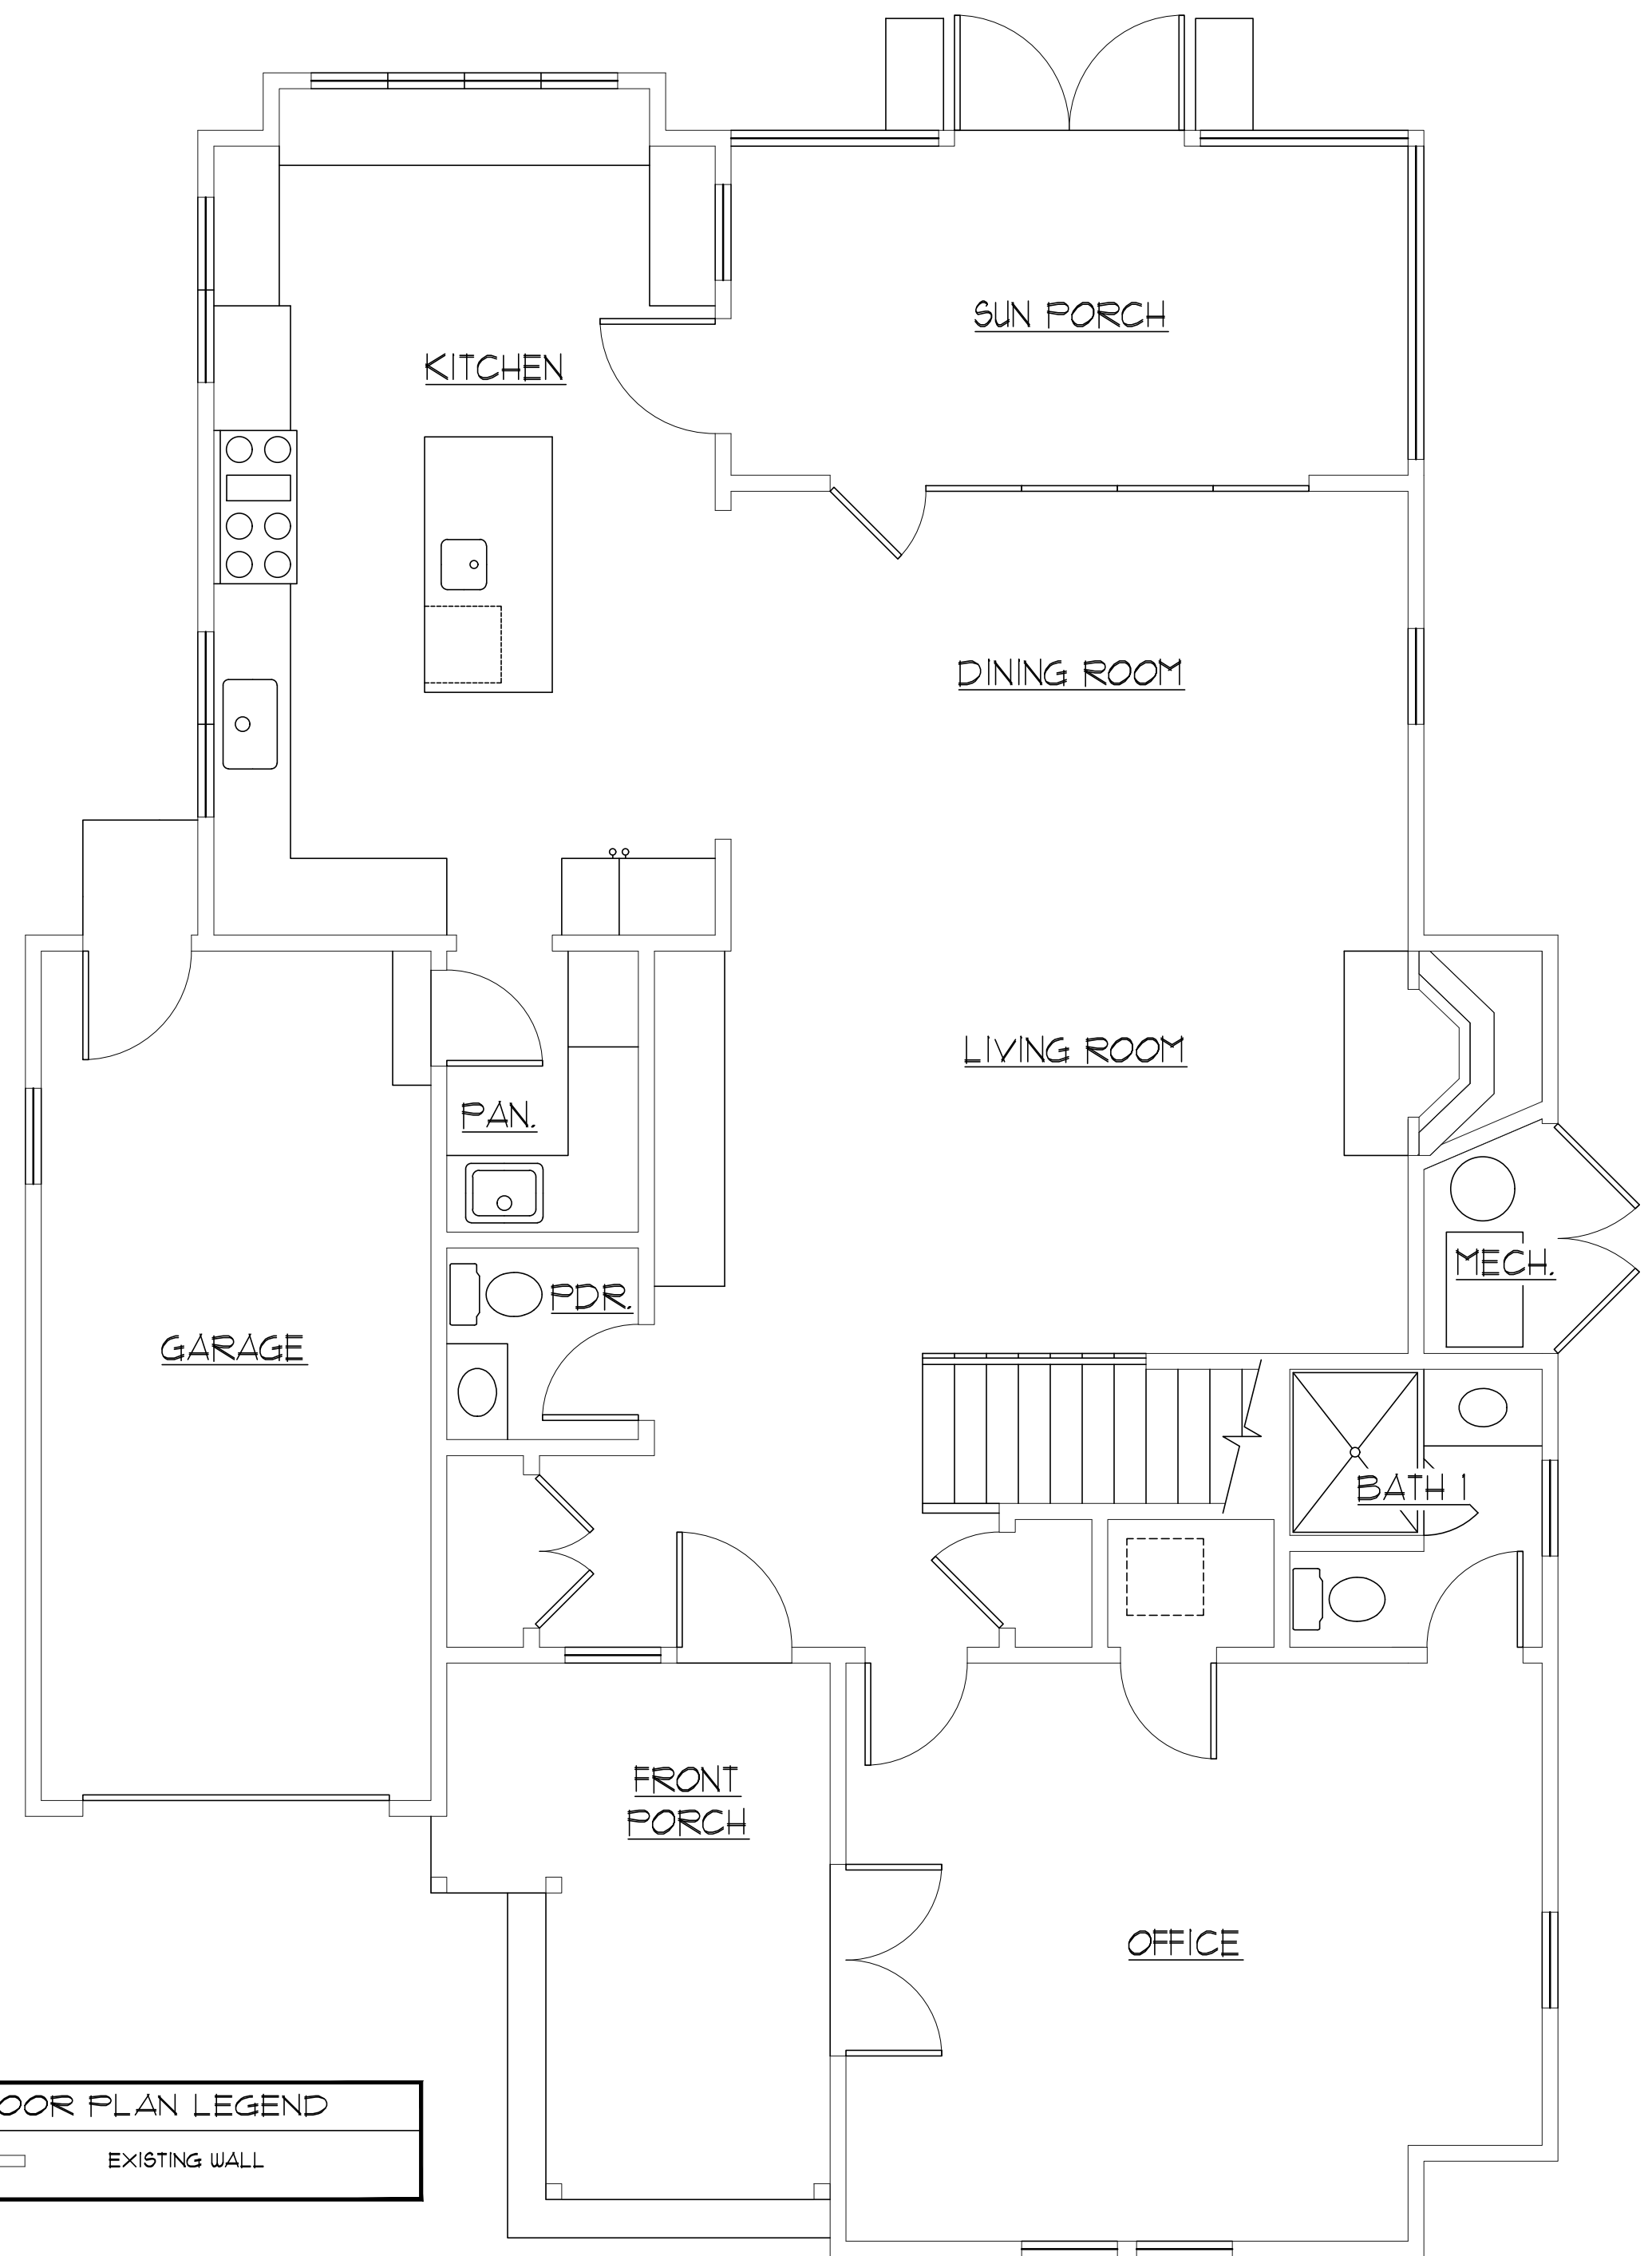 SUN PORCH
KITCHEN
DINING ROOM
LIVING ROOM
PAN.
MECH.
PDR.
GARAGE
BATH 1
FRONT
PORCH
OFFICE
OOR PLAN LEGEND
EXISTING WALL